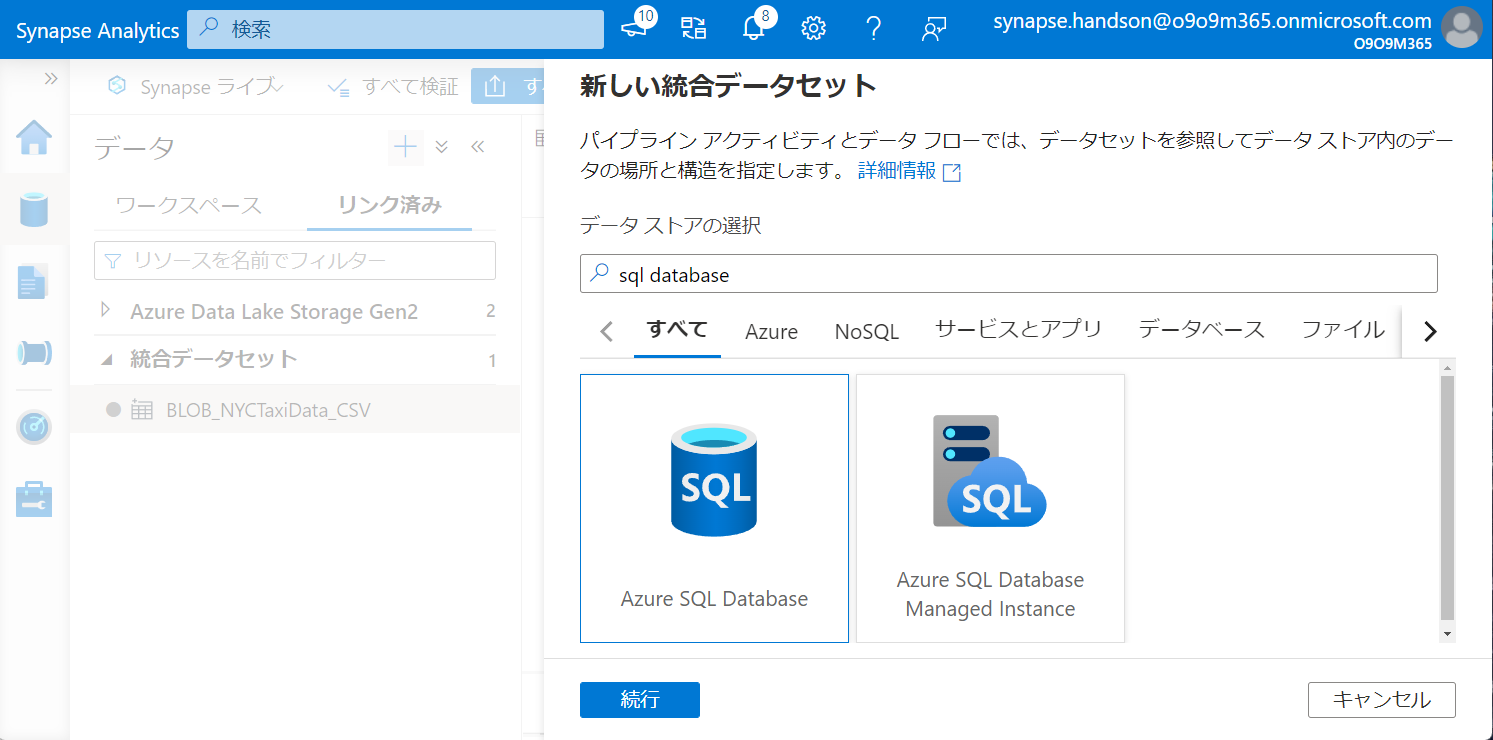 Synapse Analytics
検索
10
8
synapse.handson@o9o9m365.onmicrosoft.com
O9O9M365
Synapse ライブ
すべて検証
す
データ
ワークスペース
リンク済み
リソースを名前でフィルター
Azure Data Lake Storage Gen2
2
統合データセット
1
BLOB_NYCTaxiData_CSV
新しい統合データセット
パイプライン アクティビティとデータ フローでは、データセットを参照してデータ ストア内のデー
タの場所と構造を指定します。 詳細情報
データ ストアの選択
sql database
すべて
Azure
NoSQL
サービスとアプリ
データベース
ファイル
SQL
Azure SQL Database
SQL
Azure SQL Database
Managed Instance
続行
キャンセル